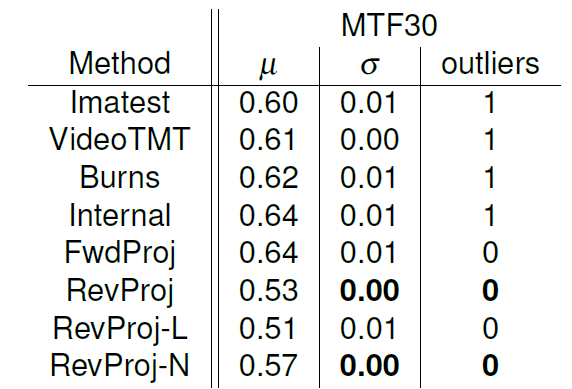 MTF30
Method μ σ outliers
Imatest 0.60 0.01 1
VideoTMT 0.61 0.00 1
Burns 0.62 0.01 1
Internal 0.64 0.01 1
FwdProj 0.64 0.01 0
RevProj 0.53 0.00 0
RevProj-L 0.51 0.01 0
RevProj-N 0.57 0.00 0